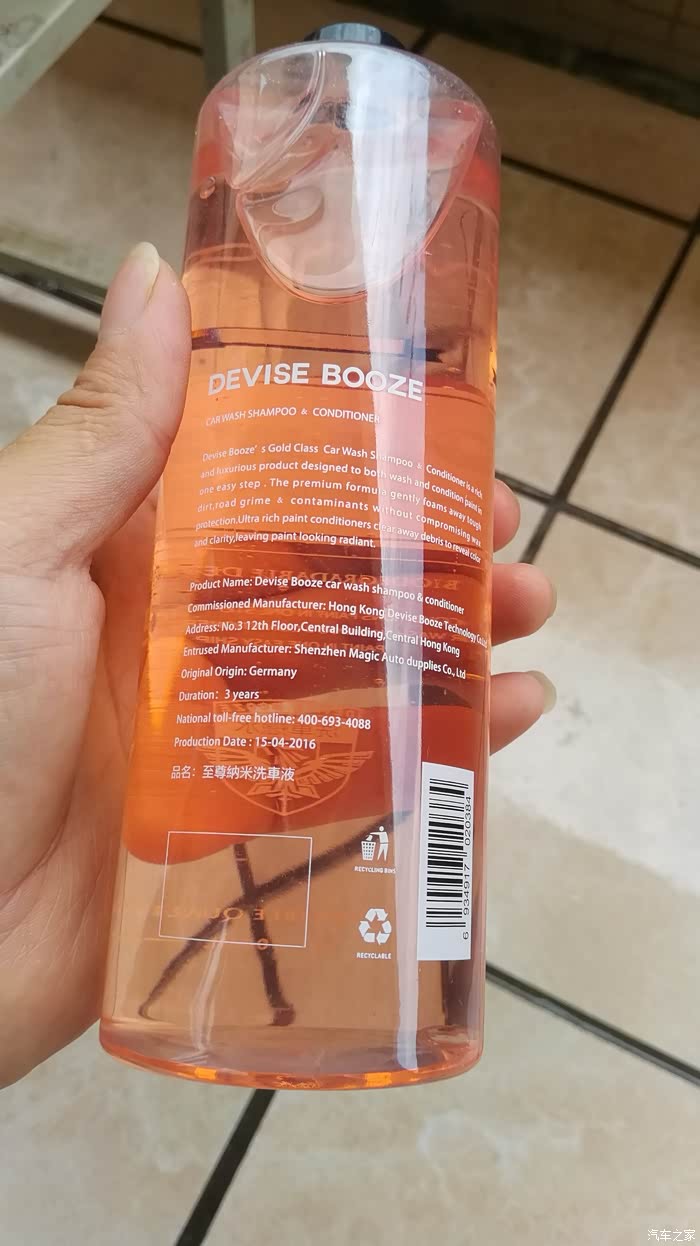 DEVISE BOOZE
CAR WASH SHAMPOO & CONDITIONER
Devise Booze's Gold Class Car Wash Shampoo & Conditioner is a rich
and luxurious product designed to both wash and condition paint in
one easy step. The premium formula gently foams away tough
dirt,road grime & contaminants without compromising wax
protection.Ultra rich paint conditioners clear away debris to reveal color
and clarity,leaving paint looking radiant.
Product Name: Devise Booze car wash shampoo & conditioner
Commissioned Manufacturer: Hong Kong Devise Booze Technology Co.,Ltd
Address: No.3 12th Floor,Central Building,Central Hong Kong
Entrused Manufacturer: Shenzhen Magic Auto dupplies Co., Ltd
Original Origin: Germany
Duration: 3 years
National toll-free hotline: 400-693-4088
Production Date : 15-04-2016
品名: 至尊纳米洗車液
RECYCLING BINS
RECYCLABLE
6 934917 020384
汽车之家